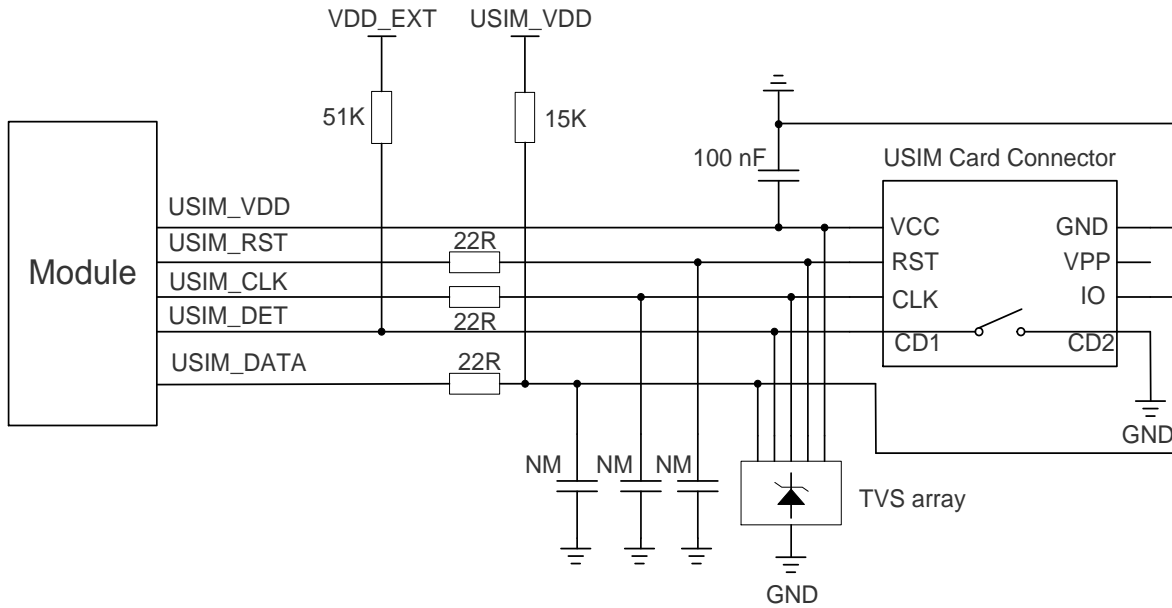 VDD_EXT USIM_VDD
51K 15K
100 nF USIM Card Connector
USIM_VDD VCC GND
USIM_RST 22R RST VPP
Module
USIM_CLK CLK IO
USIM_DET 22R CD1 CD2
USIM_DATA 22R
GND
NM NM NM
TVS array
GND